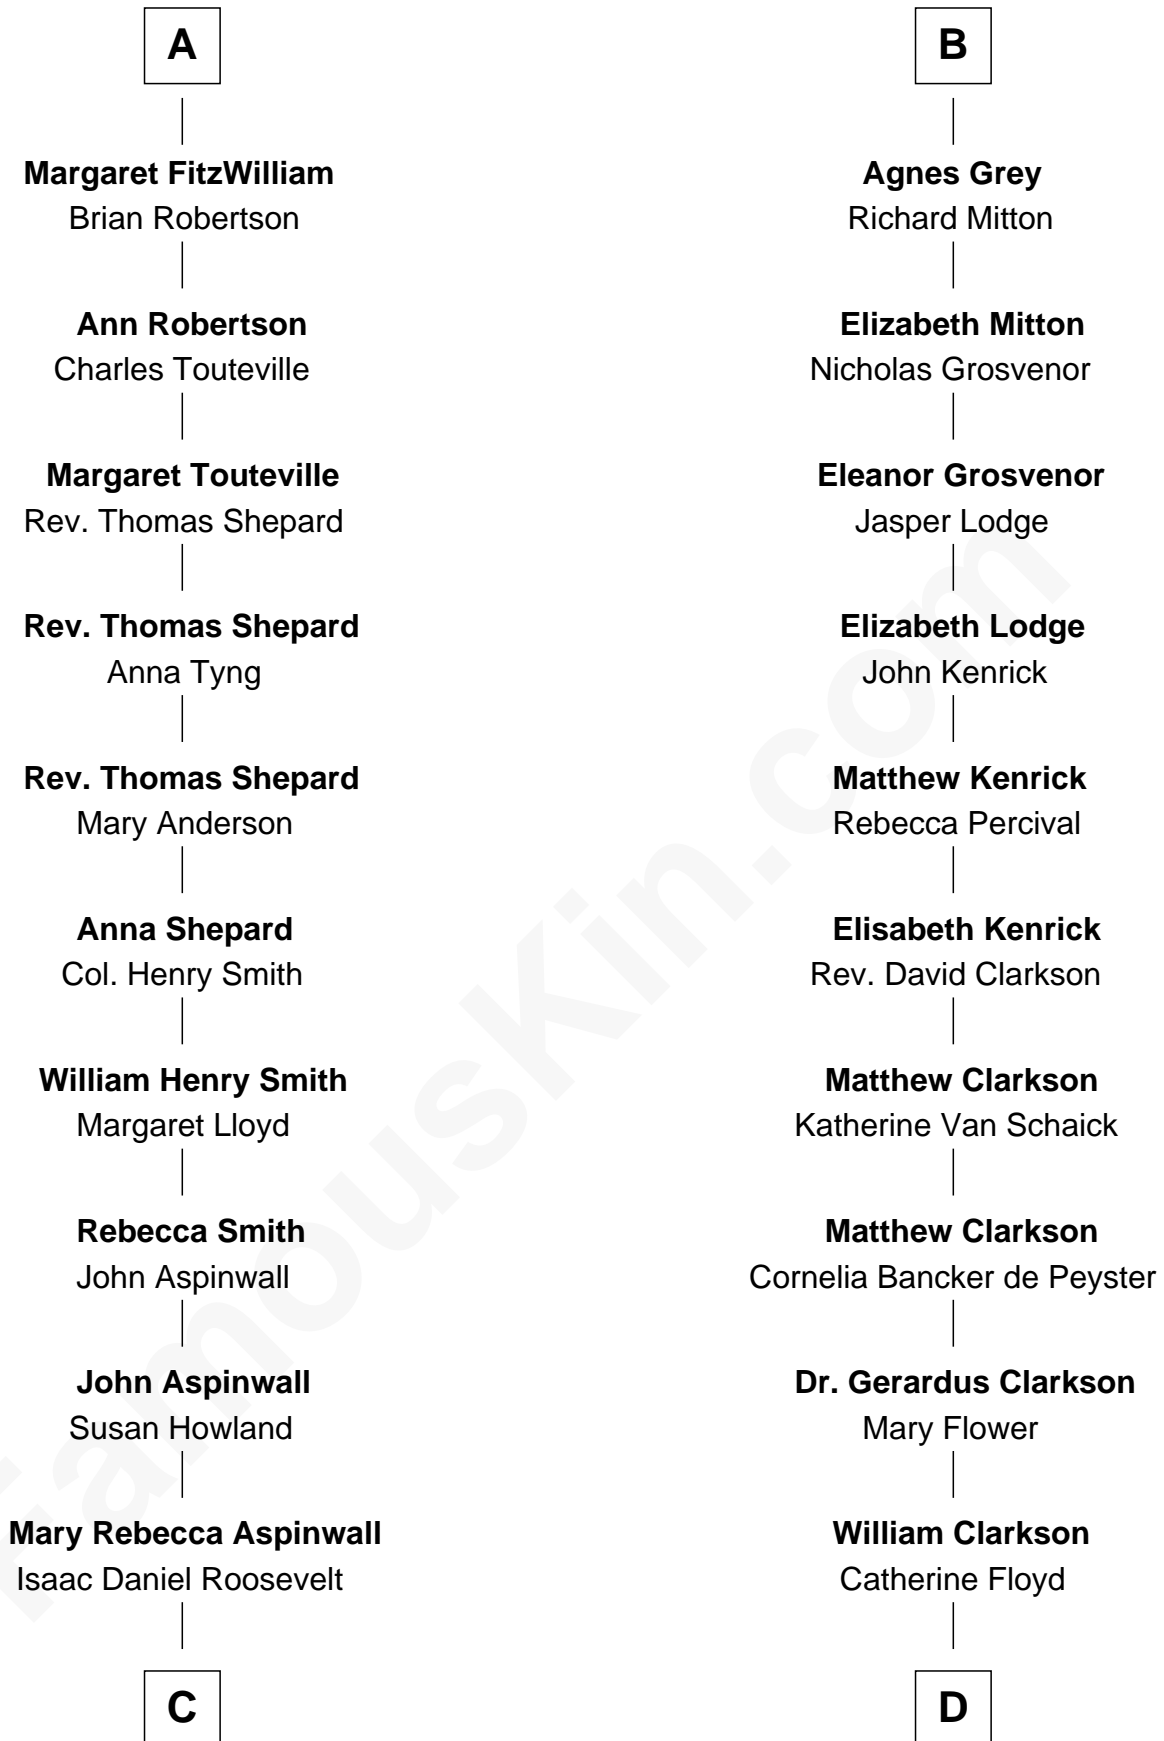 A
Margaret FitzWilliam
Brian Robertson
Ann Robertson
Charles Touteville
Margaret Touteville
Rev. Thomas Shepard
Rev. Thomas Shepard
Anna Tyng
Rev. Thomas Shepard
Mary Anderson
Anna Shepard
Col. Henry Smith
William Henry Smith
Margaret Lloyd
Rebecca Smith
John Aspinwall
John Aspinwall
Susan Howland
Mary Rebecca Aspinwall
Isaac Daniel Roosevelt
C
B
Agnes Grey
Richard Mitton
Elizabeth Mitton
Nicholas Grosvenor
Eleanor Grosvenor
Jasper Lodge
Elizabeth Lodge
John Kenrick
Matthew Kenrick
Rebecca Percival
Elisabeth Kenrick
Rev. David Clarkson
Matthew Clarkson
Katherine Van Schaick
Matthew Clarkson
Cornelia Bancker de Peyster
Dr. Gerardus Clarkson
Mary Flower
William Clarkson
Catherine Floyd
D
FamousKin.com